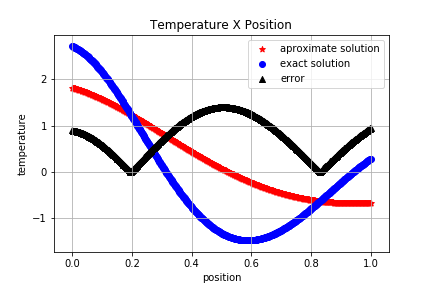 Temperature X Position
aproximate solution
exact solution
error
temperature
2
1
0
−1
0.0 0.2 0.4 0.6 0.8 1.0
position